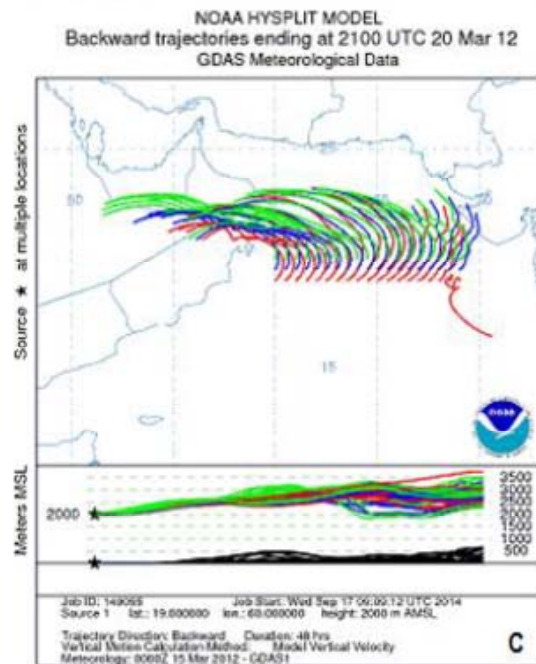 NOAA HYSPLIT MODEL
Backward trajectories ending at 2100 UTC 20 Mar 12
GDAS Meteorological Data
Source ★ at multiple locations
50
15
noaa
Meters MSL
2000
3500
3000
2500
2000
1500
1000
500
Job ID: 149095 Job Start: Wed Sep 17 09:09:12 UTC 2014
Source 1 lat.: 19.000000 lon.: 60.000000 height: 2000 m AMSL
Trajectory Direction: Backward Duration: 48 hrs
Vertical Motion Calculation Method: Model Vertical Velocity
Meteorology: 0000Z 15 Mar 2012 - GDAS1
C